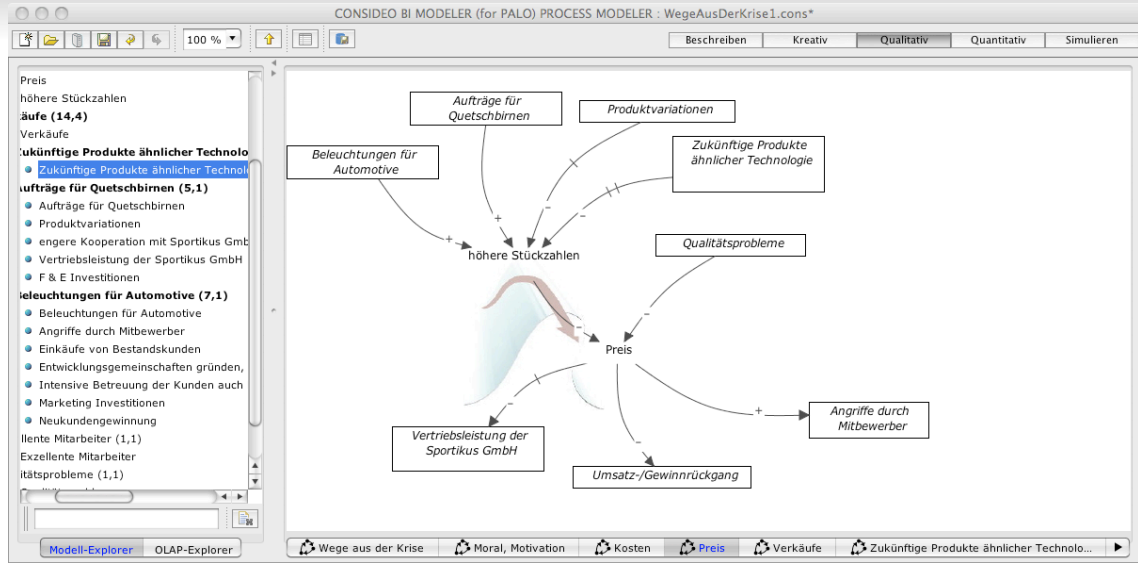 CONSIDEO BI MODELER (for PALO) PROCESS MODELER : WegeAusDerKrise1.cons*
100 %
Beschreiben
Kreativ
Qualitativ
Quantitativ
Simulieren
Preis
höhere Stückzahlen
äufe (14,4)
Verkäufe
Zukünftige Produkte ähnlicher Technolo
Zukünftige Produkte ähnlicher Technol
Aufträge für Quetschbirnen (5,1)
Aufträge für Quetschbirnen
Produktvariationen
engere Kooperation mit Sportikus Gmb
Vertriebsleistung der Sportikus GmbH
F & E Investitionen
Beleuchtungen für Automotive (7,1)
Beleuchtungen für Automotive
Angriffe durch Mitbewerber
Einkäufe von Bestandskunden
Entwicklungsgemeinschaften gründen,
Intensive Betreuung der Kunden auch
Marketing Investitionen
Neukundengewinnung
llente Mitarbeiter (1,1)
Exzellente Mitarbeiter
itätsprobleme (1,1)
Modell-Explorer
OLAP-Explorer
Aufträge für
Quetschbirnen
Produktvariationen
Beleuchtungen für
Automotive
Zukünftige Produkte
ähnlicher Technologie
+
+
-
-
höhere Stückzahlen
Qualitätsprobleme
-
-
Preis
-
-
+
Vertriebsleistung der
Sportikus GmbH
Umsatz-/Gewinnrückgang
Angriffe durch
Mitbewerber
Wege aus der Krise
Moral, Motivation
Kosten
Preis
Verkäufe
Zukünftige Produkte ähnlicher Technolo...